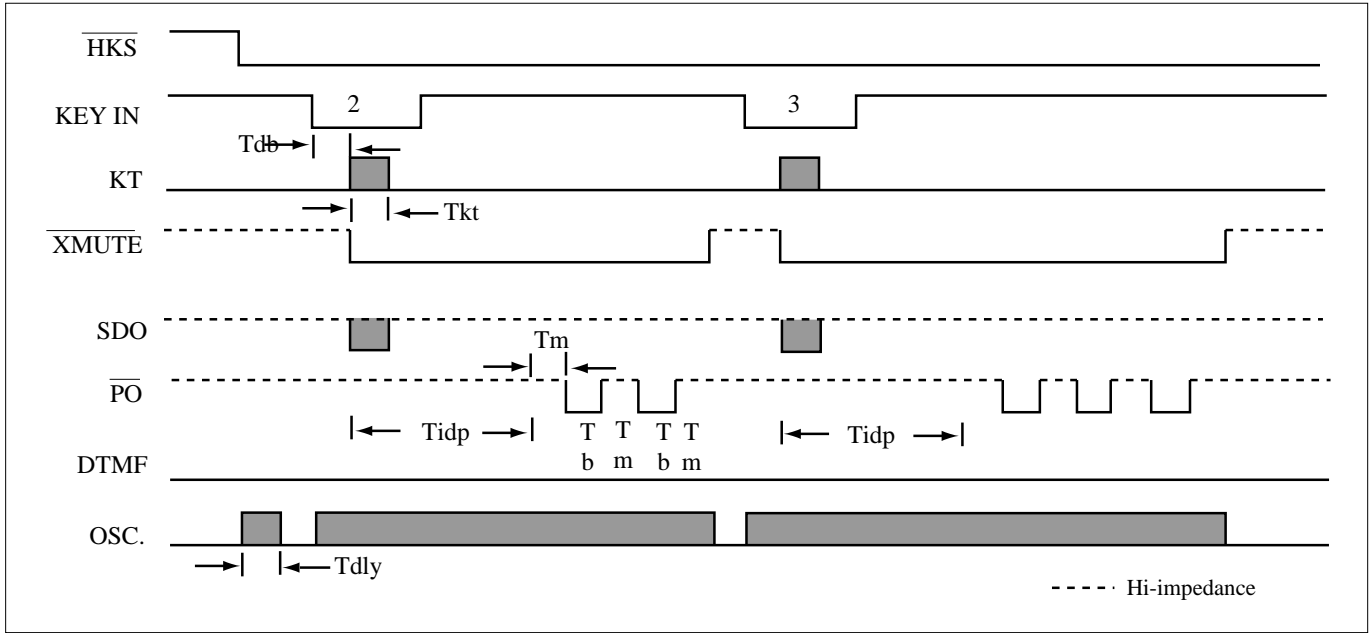 HKS
KEY IN
2
3
Tdb
KT
Tkt
XMUTE
SDO
Tm
PO
Tidp
T
b
T
m
T
b
T
m
Tidp
DTMF
OSC.
Tdly
Hi-impedance